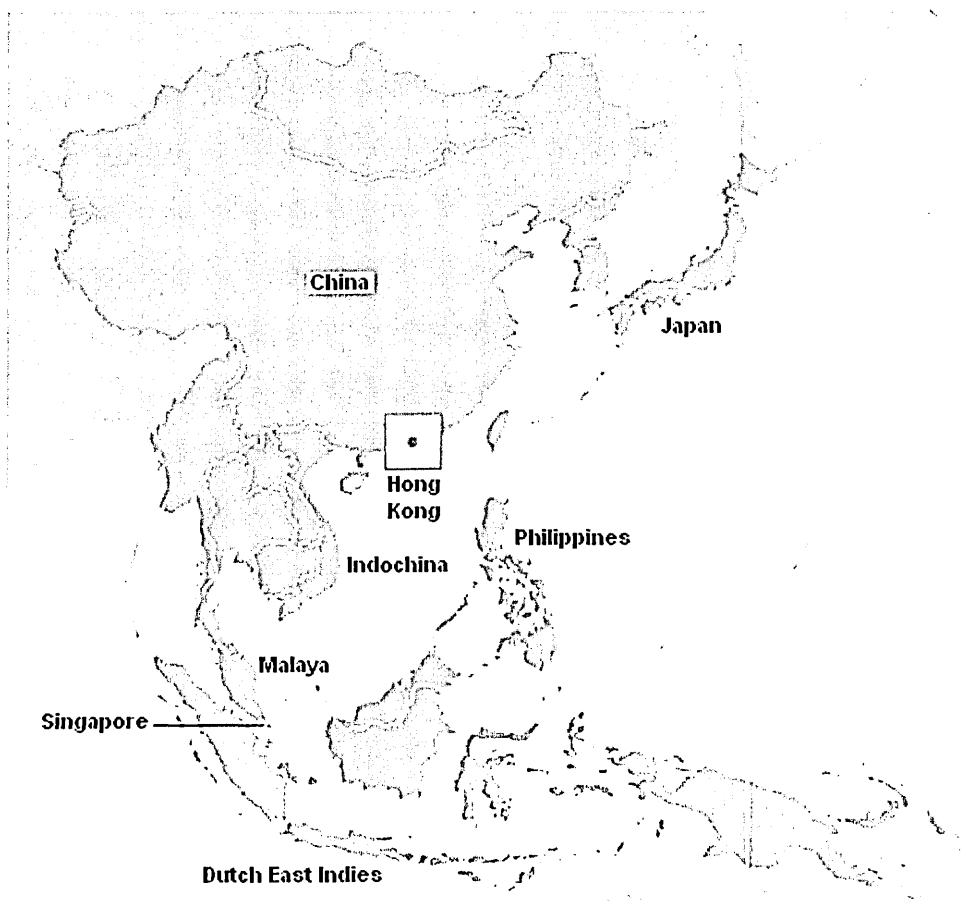 China
Japan
Hong
Kong
Philippines
Indochina
Malaya
Singapore
Dutch East Indies